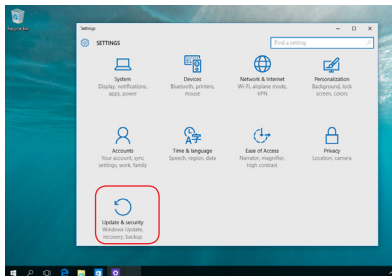 Recycle Bin
Settings
SETTINGS
Find a setting
System
Display, notifications,
apps, power
Devices
Bluetooth, printers,
mouse
Network & Internet
Wi-Fi, airplane mode,
VPN
Personalization
Background, lock
screen, colors
Accounts
Your account, sync
settings, work, family
Time & language
Speech, region, date
Ease of Access
Narrator, magnifier,
high contrast
Privacy
Location, camera
Update & security
Windows Update,
recovery, backup